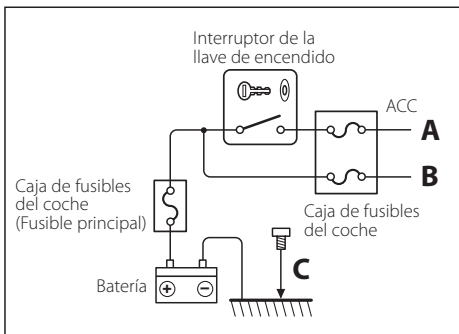 Interruptor de la
llave de encendido
ACC
A
B
Caja de fusibles
del coche
(Fusible principal)
Caja de fusibles
del coche
C
Batería